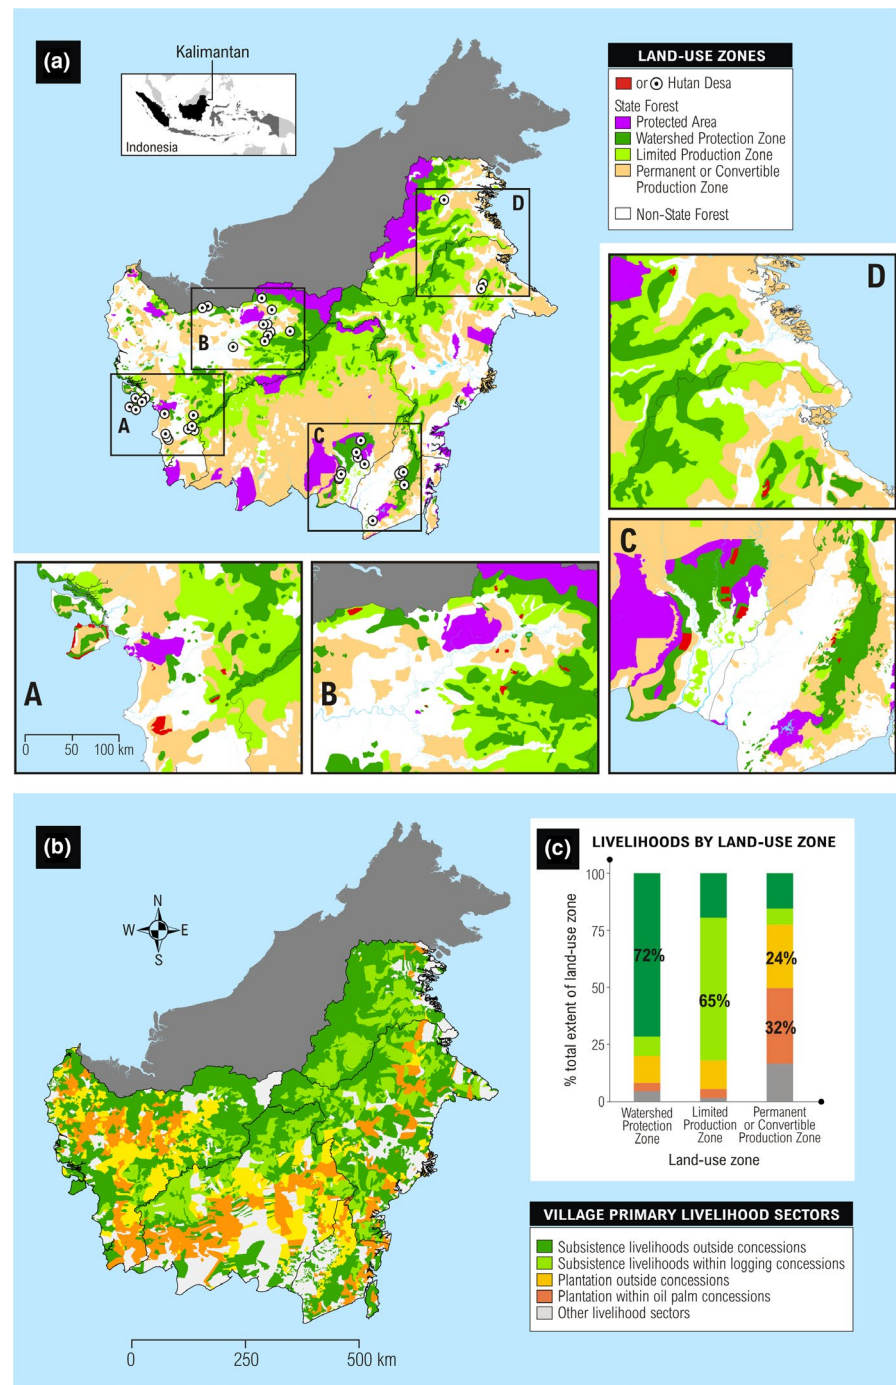 (a)
Kalimantan
Indonesia
LAND-USE ZONES
or Hutan Desa
State Forest
Protected Area
Watershed Protection Zone
Limited Production Zone
Permanent or Convertible
Production Zone
Non-State Forest
D
B
A
C
D
A
0 50 100 km
B
C
(b)
N
W E
S
0 250 500 km
(c)
LIVELIHOODS BY LAND-USE ZONE
% total extent of land-use zone
100
75
50
25
0
72%
65%
24%
32%
Watershed
Protection
Zone
Limited
Production
Zone
Permanent
or Convertible
Production Zone
Land-use zone
VILLAGE PRIMARY LIVELIHOOD SECTORS
Subsistence livelihoods outside concessions
Subsistence livelihoods within logging concessions
Plantation outside concessions
Plantation within oil palm concessions
Other livelihood sectors